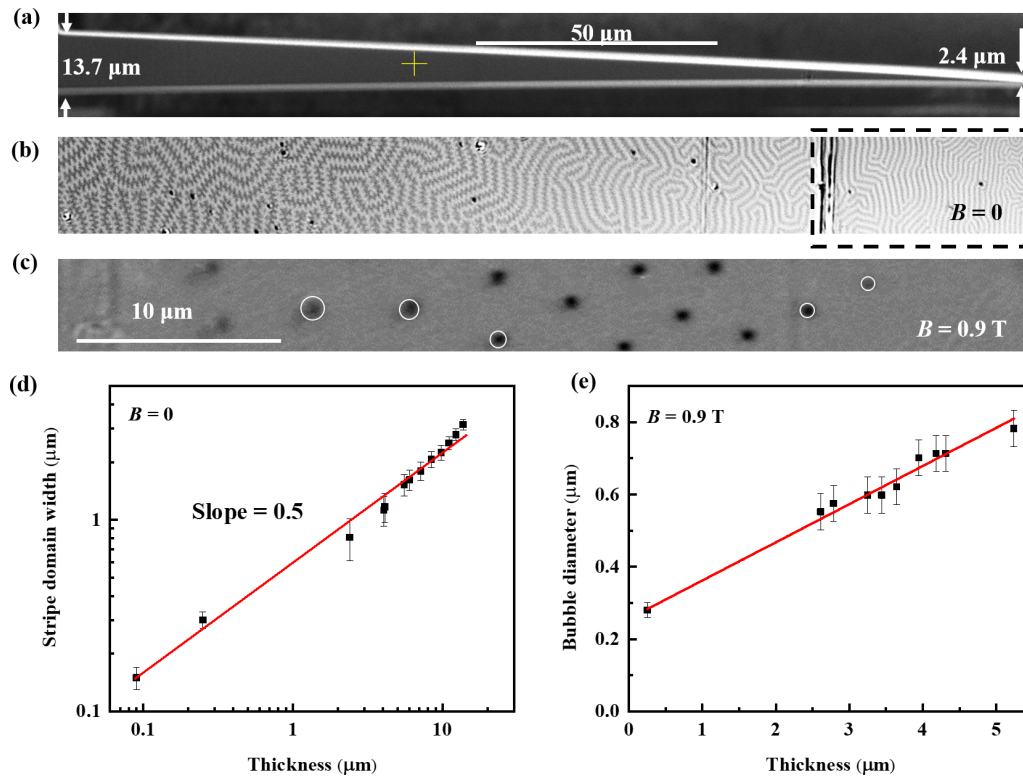 (a)
50 μm
13.7 μm
2.4 μm
(b)
B = 0
(c)
10 μm
B = 0.9 T
(d)
B = 0
Slope = 0.5
1
0.1
0.1
1
10
Stripe domain width (μm)
Thickness (μm)
(e)
B = 0.9 T
0.8
0.6
0.4
0.2
0.0
0
1
2
3
4
5
Bubble diameter (μm)
Thickness (μm)